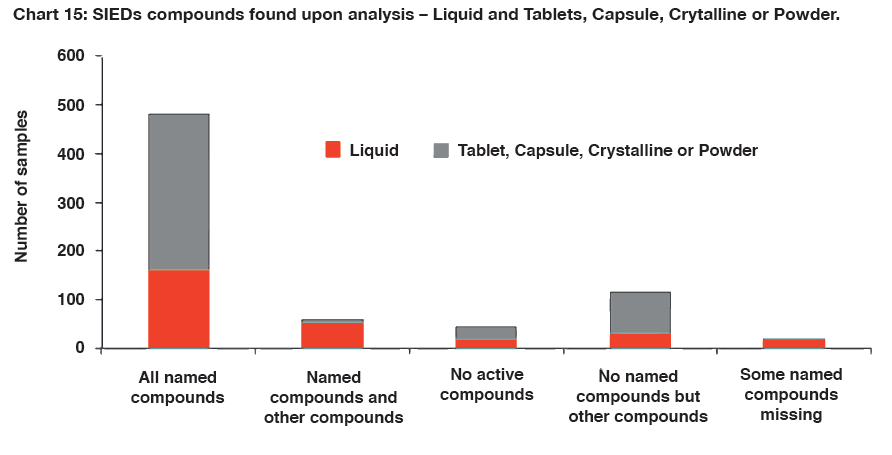 Chart 15: SIEDs compounds found upon analysis – Liquid and Tablets, Capsule, Crytalline or Powder.
Number of samples
600
500
400
300
200
100
0
Liquid
Tablet, Capsule, Crystalline or Powder
All named
compounds
Named
compounds and
other compounds
No active
compounds
No named
compounds but
other compounds
Some named
compounds
missing